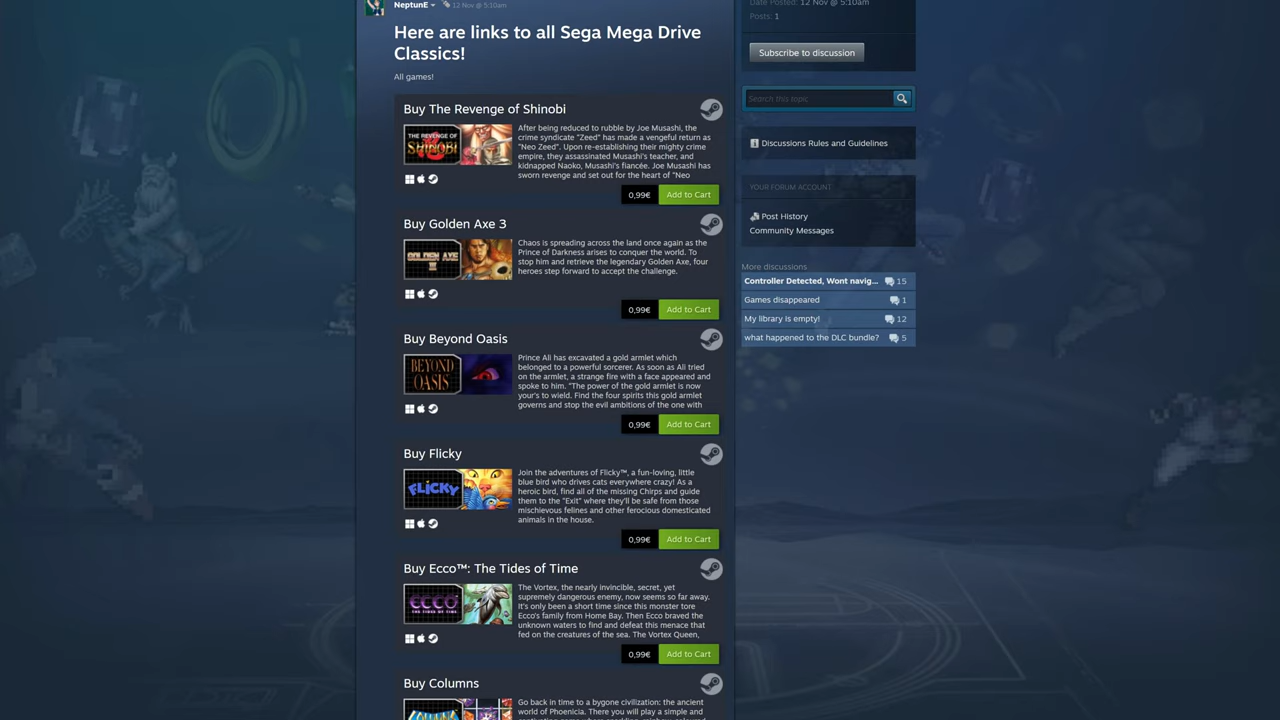 NeptunE
12 Nov @ 5:10am
Here are links to all Sega Mega Drive
Classics!
All games!
Buy The Revenge of Shinobi
THE REVENGE OF
SHINOBI
After being reduced to rubble by Joe Musashi, the
crime syndicate "Zeed" has made a vengeful return as
"Neo Zeed". Upon re-establishing their mighty crime
empire, they assassinated Musashi's teacher, and
kidnapped Naoko, Musashi's fiancée. Joe Musashi has
sworn revenge and set out for the heart of "Neo
0,99€
Add to Cart
Buy Golden Axe 3
GOLDEN AXE
III
Chaos is spreading across the land once again as the
Prince of Darkness arises to conquer the world. To
stop him and retrieve the legendary Golden Axe, four
heroes step forward to accept the challenge.
0,99€
Add to Cart
Buy Beyond Oasis
BEYOND
OASIS
Prince Ali has excavated a gold armlet which
belonged to a powerful sorcerer. As soon as Ali tried
on the armlet, a strange fire with a face appeared and
spoke to him. "The power of the gold armlet is now
your's to wield. Find the four spirits this gold armlet
governs and stop the evil ambitions of the one with
0,99€
Add to Cart
Buy Flicky
FLICKY
Join the adventures of Flicky™, a fun-loving, little
blue bird who drives cats everywhere crazy! As a
heroic bird, find all of the missing Chirps and guide
them to the "Exit" where they'll be safe from those
mischievous felines and other ferocious domesticated
animals in the house.
0,99€
Add to Cart
Buy Ecco™: The Tides of Time
ECCO
THE TIDES OF TIME
The Vortex, the nearly invincible, secret, yet
supremely dangerous enemy, now seems so far away.
It's only been a short time since this monster tore
Ecco's family from Home Bay. Then Ecco braved the
unknown waters to find and defeat this menace that
fed on the creatures of the sea. The Vortex Queen,
0,99€
Add to Cart
Buy Columns
Go back in time to a bygone civilization: the ancient
world of Phoenicia. There you will play a simple and
Date Posted: 12 Nov @ 5:10am
Posts: 1
Subscribe to discussion
Search this topic
Discussions Rules and Guidelines
YOUR FORUM ACCOUNT
Post History
Community Messages
More discussions
Controller Detected, Wont navig... 15
Games disappeared 1
My library is empty! 12
what happened to the DLC bundle? 5